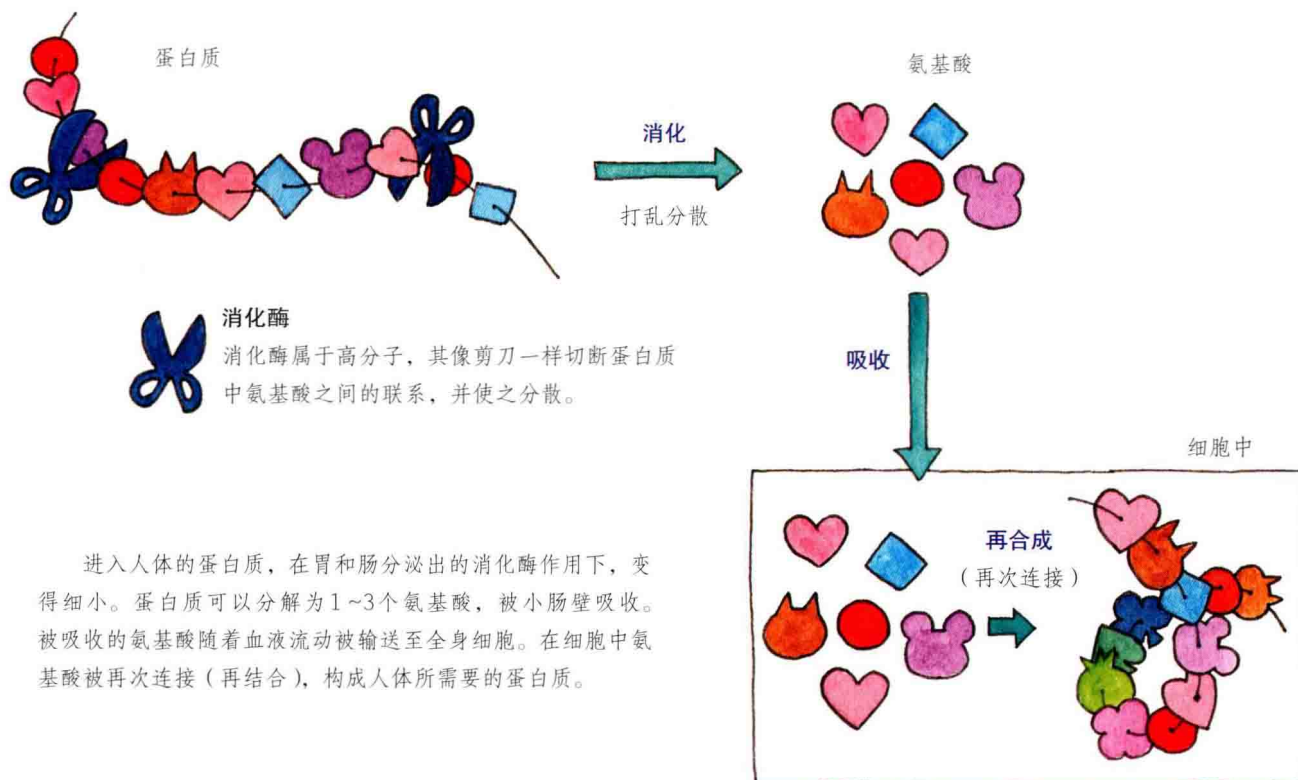 蛋白质
氨基酸
消化
打乱分散
消化酶
消化酶属于高分子，其像剪刀一样切断蛋白质
中氨基酸之间的联系，并使之分散。
吸收
细胞中
再合成
（再次连接）
进入人体的蛋白质，在胃和肠分泌出的消化酶作用下，变
得细小。蛋白质可以分解为1~3个氨基酸，被小肠壁吸收。
被吸收的氨基酸随着血液流动被输送至全身细胞。在细胞中氨
基酸被再次连接（再结合），构成人体所需要的蛋白质。